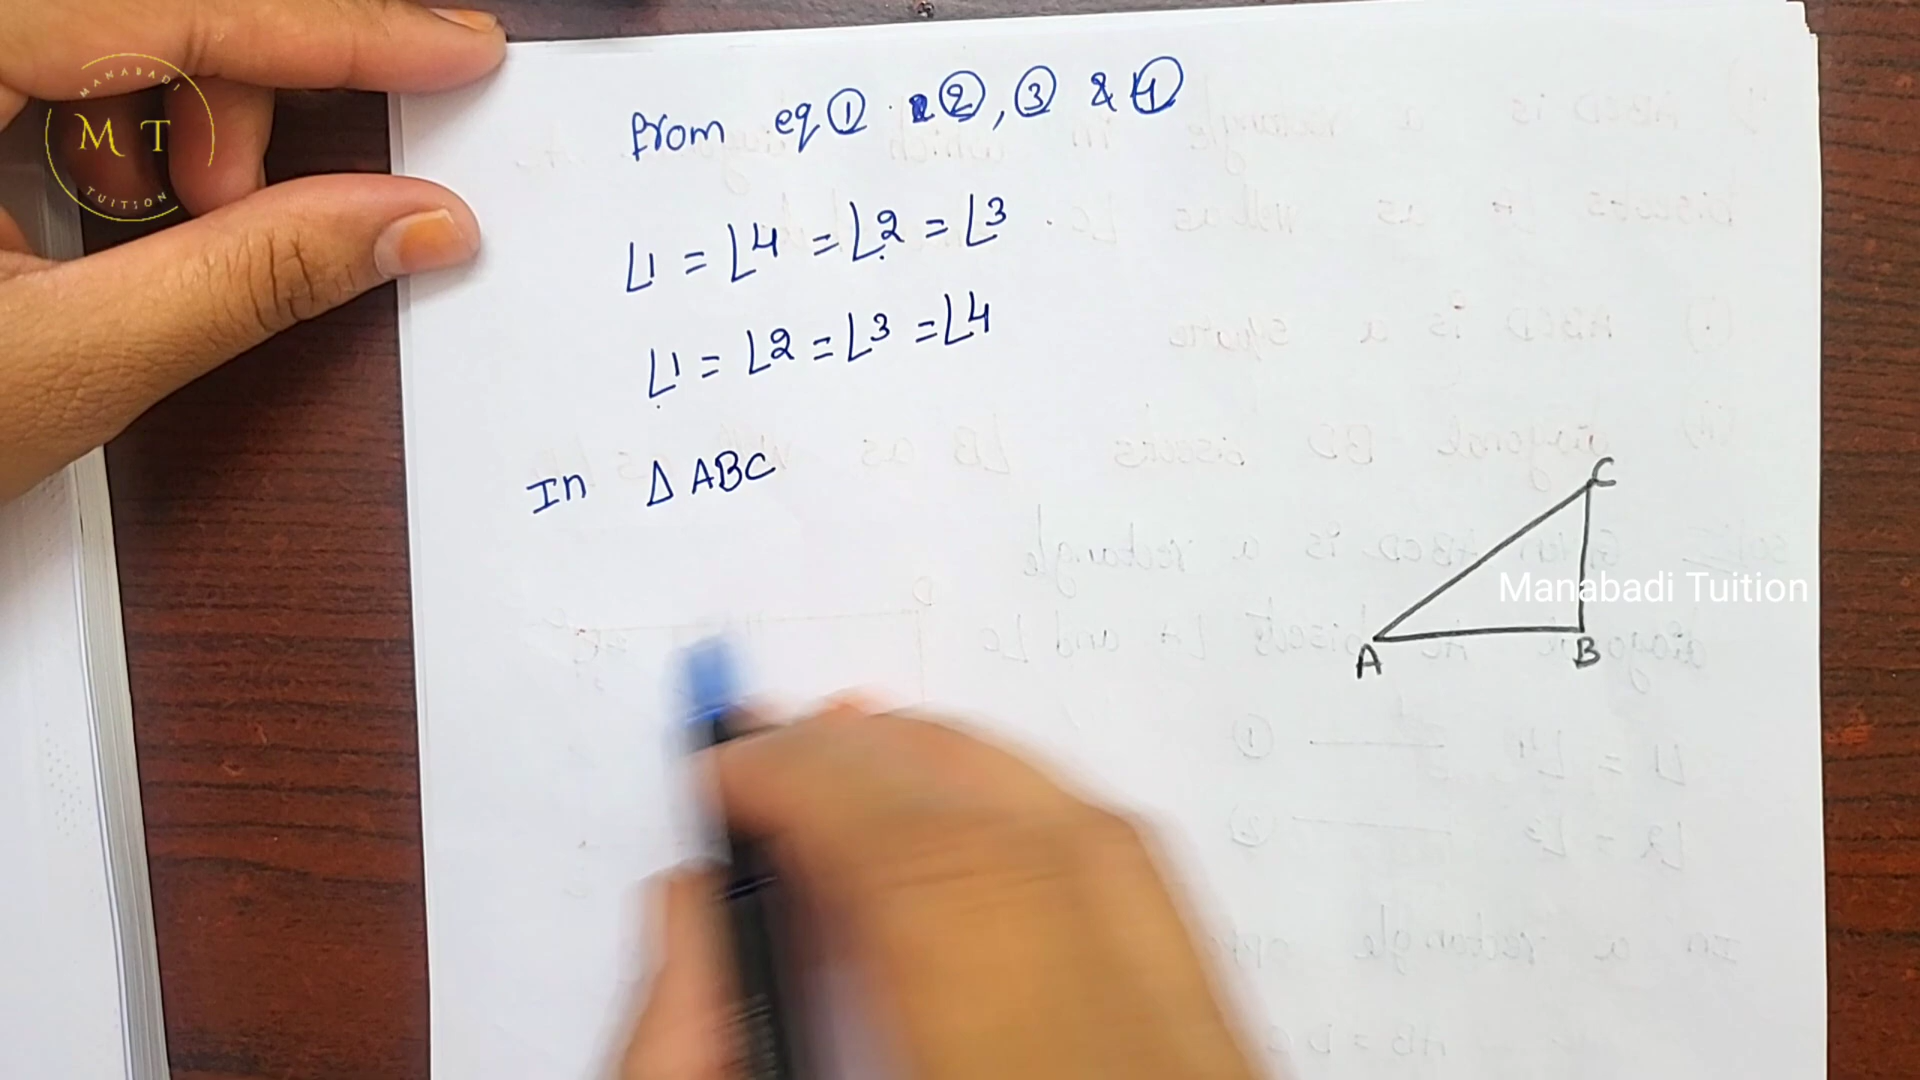 MANABADI
M T
TUITION
from eq ① ②, ③ & ④
∠1 = ∠4 = ∠2 = ∠3
∠1 = ∠2 = ∠3 = ∠4
In Δ ABC
C
Manabadi Tuition
A B